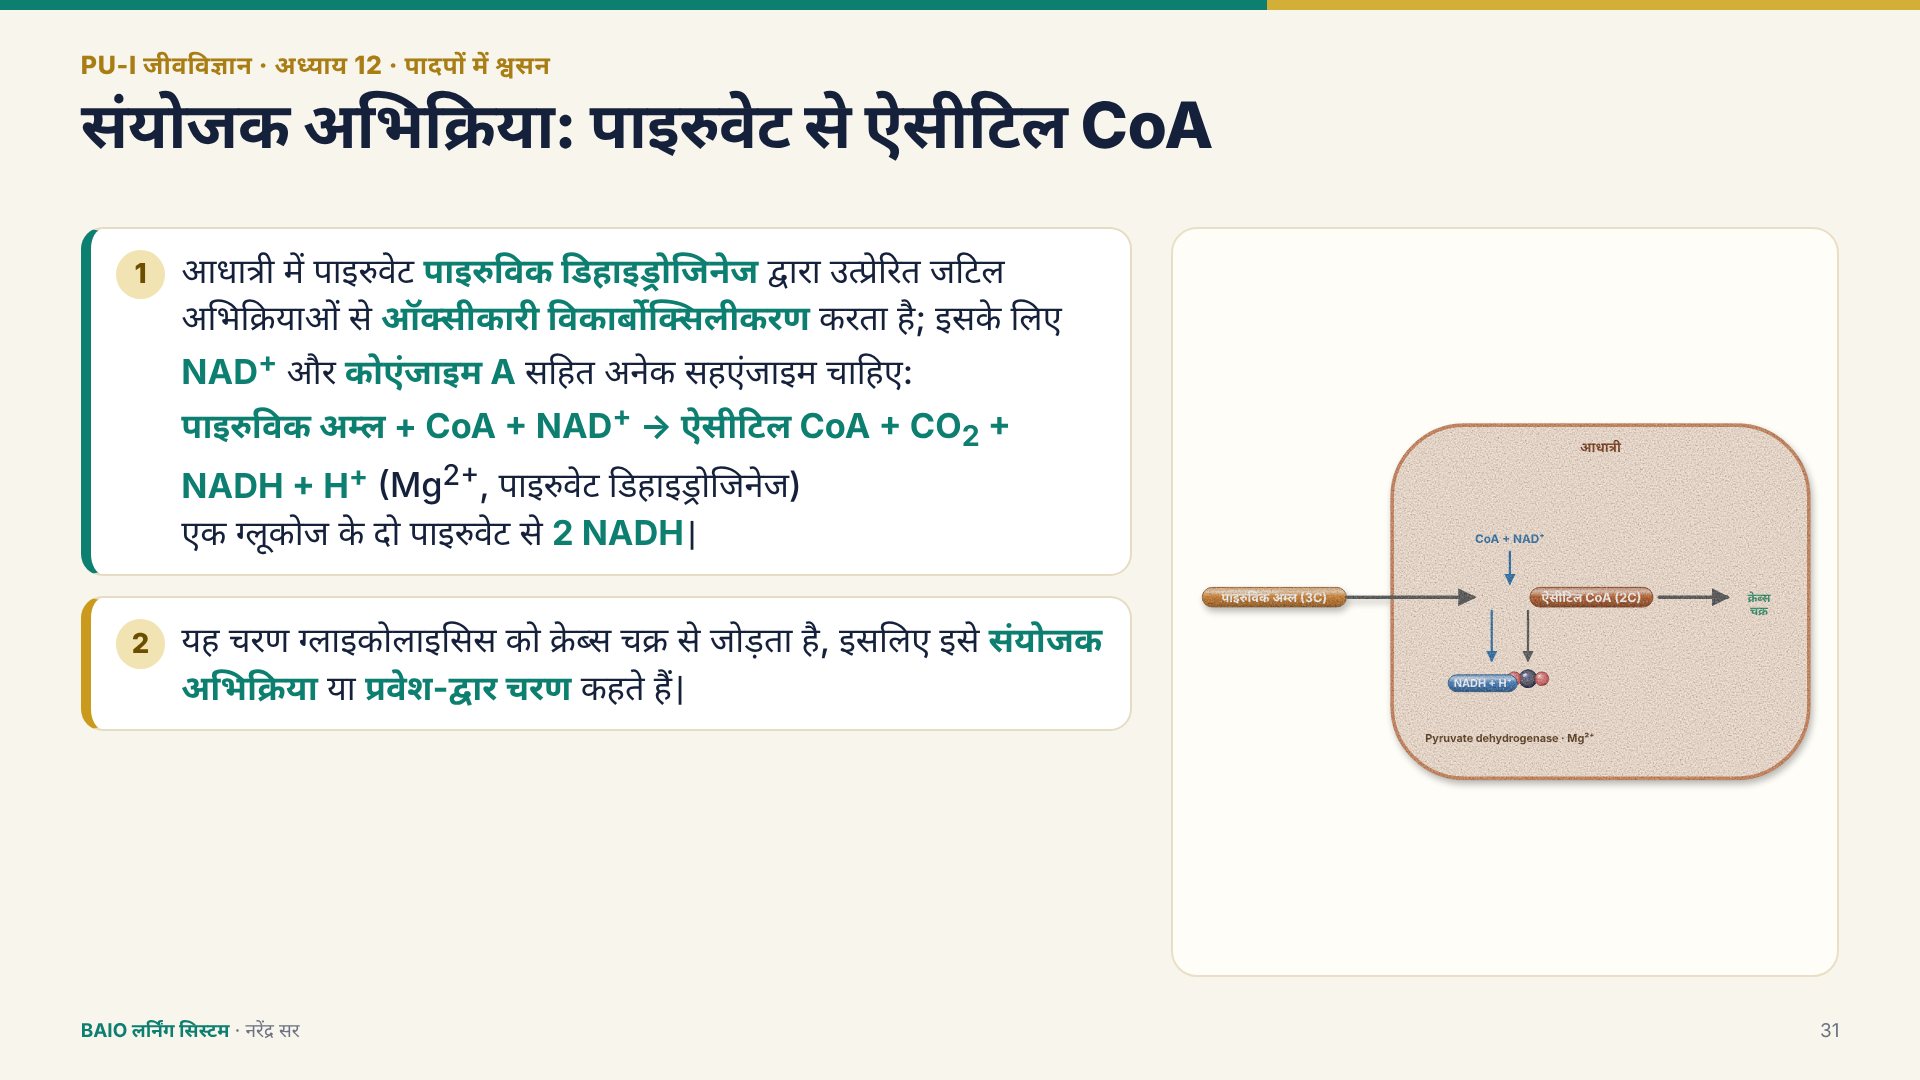 PU-I जीवविज्ञान · अध्याय 12 · पादपों में श्वसन
संयोजक अभिक्रिया: पाइरुवेट से ऐसीटिल CoA
1
आधात्री में पाइरुवेट पाइरुविक डिहाइड्रोजिनेज द्वारा उत्प्रेरित जटिल
अभिक्रियाओं से ऑक्सीकारी विकार्बोक्सिलीकरण करता है; इसके लिए
NAD⁺ और कोएंजाइम A सहित अनेक सहएंजाइम चाहिए:
पाइरुविक अम्ल + CoA + NAD⁺ → ऐसीटिल CoA + CO₂ +
NADH + H⁺ (Mg²⁺, पाइरुवेट डिहाइड्रोजिनेज)
एक ग्लूकोज के दो पाइरुवेट से 2 NADH|
2
यह चरण ग्लाइकोलाइसिस को क्रेब्स चक्र से जोड़ता है, इसलिए इसे संयोजक
अभिक्रिया या प्रवेश-द्वार चरण कहते हैं|
आधात्री
CoA + NAD⁺
पाइरुविक अम्ल (3C)
ऐसीटिल CoA (2C)
क्रेब्स
चक्र
NADH + H⁺
Pyruvate dehydrogenase · Mg²⁺
BAIO लर्निंग सिस्टम · नरेंद्र सर
31